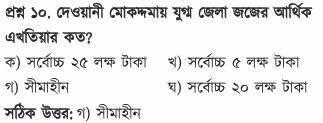 প্রশ্ন ১০. দেওয়ানী মোকদ্দমায় যুগ্ম জেলা জজের আর্থিক
এখতিয়ার কত?
ক) সর্বোচ্চ ২৫ লক্ষ টাকা খ) সর্বোচ্চ ৫ লক্ষ টাকা
গ) সীমাহীন ঘ) সর্বোচ্চ ২০ লক্ষ টাকা
সঠিক উত্তর: গ) সীমাহীন